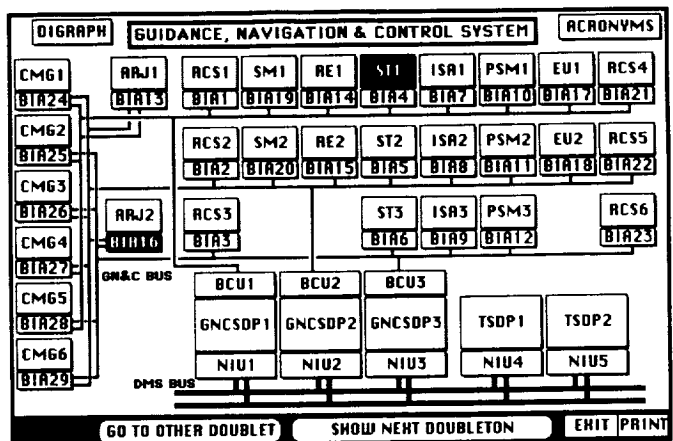 DIGRAPH
GUIDANCE, NAVIGATION & CONTROL SYSTEM
ACRONYMS
CMG1 ARJ1 RCS1 SM1 RE1 ST1 ISA1 PSM1 EU1 RCS4
BIA24 BIA13 BIA1 BIA19 BIA14 BIA4 BIA7 BIA10 BIA17 BIA21
CMG2 RCS2 SM2 RE2 ST2 ISA2 PSM2 EU2 RCS5
BIA25 BIA2 BIA20 BIA15 BIA5 BIA8 BIA11 BIA18 BIA22
CMG3 ARJ2 RCS3 ST3 ISA3 PSM3 RCS6
BIA26 BIA16 BIA3 BIA6 BIA9 BIA12 BIA23
CMG4
BIA27
GN&C BUS
BCU1 BCU2 BCU3
CMG5
BIA28
GNCSDP1 GNCSDP2 GNCSDP3 TSDP1 TSDP2
CMG6
BIA29
NIU1 NIU2 NIU3 NIU4 NIU5
DMS BUS
GO TO OTHER DOUBLET
SHOW NEXT DOUBLETON
EXIT
PRINT